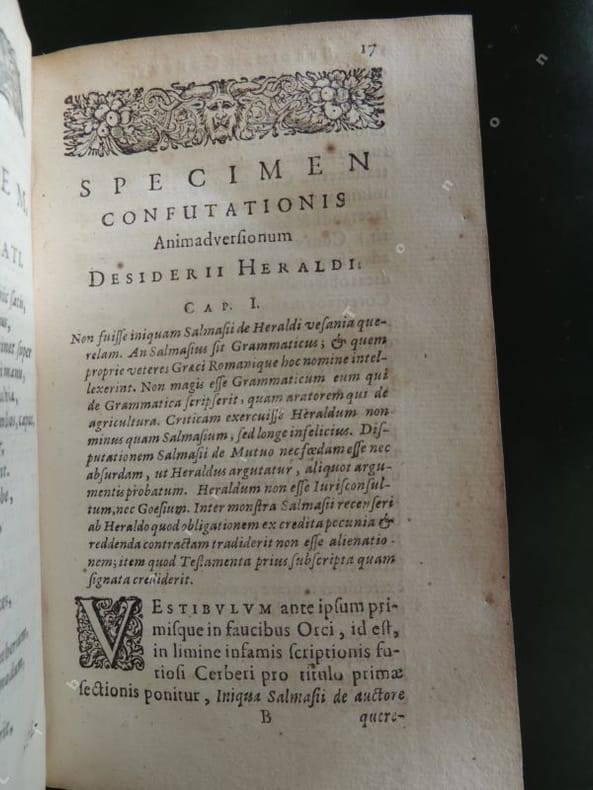 17
SPECIMEN
CONFUTATIONIS
Animadverſionum
DESIDERII HERALDI:
CAP. I.
Non fuiſſe iniquam Salmaſii de Heraldi veſania que-
relam. An Salmaſius ſit Grammaticus; & quem
proprie veteres Græci Romanique hoc nomine intel-
lexerint. Non magis eſſe Grammaticum eum qui
de Grammatica ſcripſerit, quam aratorem qui de
agricultura. Criticam exercuiſſe Heraldum non
minus quam Salmaſium, ſed longe infelicius. Diſ-
putationem Salmaſii de Mutuo nec fœdam eſſe nec
abſurdam, ut Heraldus argutatur, aliquot argu-
mentis probatum. Heraldum non eſſe Iuriſconſul-
tum, nec Goeſium. Inter monſtra Salmaſii recenſeri
ab Heraldo quod obligationem ex credita pecunia &
reddenda contractam tradiderit non eſſe alienatio-
nem; item quod Teſtamenta prius ſubſcripta quam
ſignata crediderit.
VESTIBULUM ante ipſum pri-
miſque in faucibus Orci, id eſt,
in limine infamis ſcriptionis fu-
rioſi Cerberi pro titulo primæ
ſectionis ponitur, Iniqua Salmaſii de auctore
B quere-
EM,
ATI.